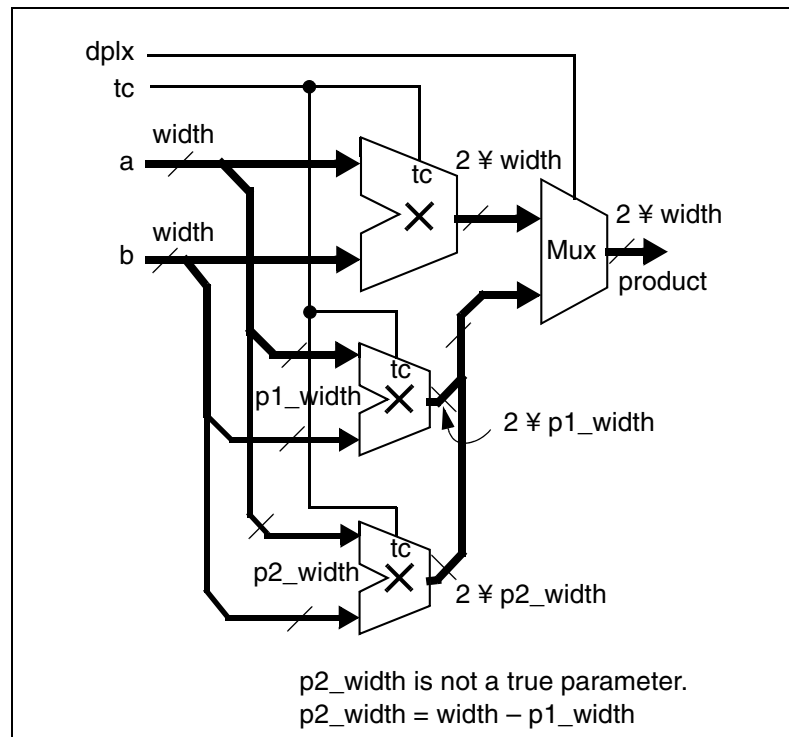 dplx
tc
width
a
tc
2 ¥ width
2 ¥ width
width
b
Mux
product
tc
p1_width
2 ¥ p1_width
tc
p2_width
2 ¥ p2_width
p2_width is not a true parameter.
p2_width = width – p1_width